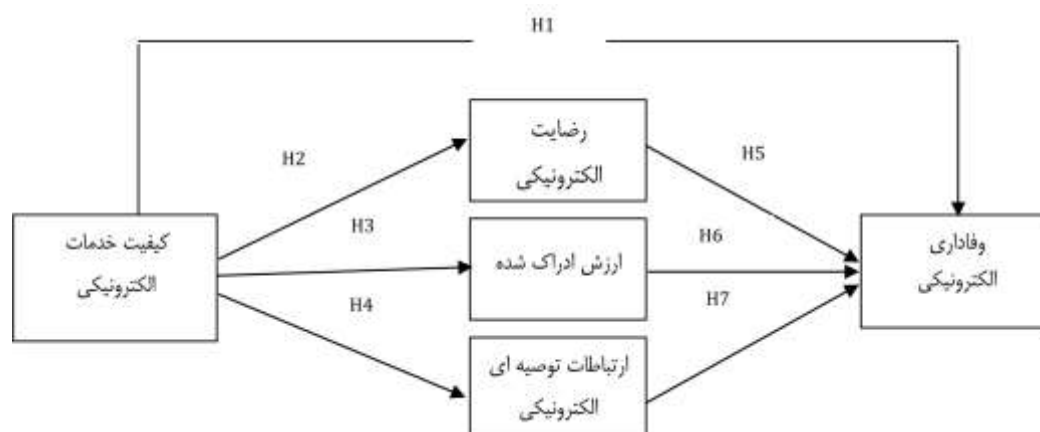 H1
رضایت
الکترونیکی
H2
H5
H3
H6
کیفیت خدمات
الکترونیکی
ارزش ادراک شده
وفاداری
الکترونیکی
H4
H7
ارتباطات توصیه ای
الکترونیکی